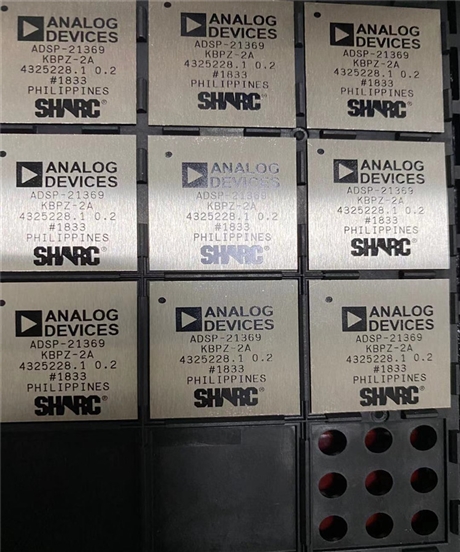 ANALOG
DEVICES
ADSP-21369
KBPZ-2A
4325228.1 0.2
#1833
PHILIPPINES
SHARC®
ANALOG
DEVICES
ADSP-21369
KBPZ-2A
4325228.1 0.2
#1833
PHILIPPINES
SHARC®
ANALOG
DEVICES
ADSP-21369
KBPZ-2A
4325228.1 0.2
#1833
PHILIPPINES
SHARC®
ANALOG
DEVICES
ADSP-21369
KBPZ-2A
4325228.1 0.2
#1833
PHILIPPINES
SHARC®
ANALOG
DEVICES
ADSP-21369
KBPZ-2A
4325228.1 0.2
#1833
PHILIPPINES
SHARC®
ANALOG
DEVICES
ADSP-21369
KBPZ-2A
4325228.1 0.2
#1833
PHILIPPINES
SHARC®
ANALOG
DEVICES
ADSP-21369
KBPZ-2A
4325228.1 0.2
#1833
PHILIPPINES
SHARC®
ANALOG
DEVICES
ADSP-21369
KBPZ-2A
4325228.1 0.2
#1833
PHILIPPINES
SHARC®
ANALOG
DEVICES
ADSP-21369
KBPZ-2A
4325228.1 0.2
#1833
PHILIPPINES
SHARC®